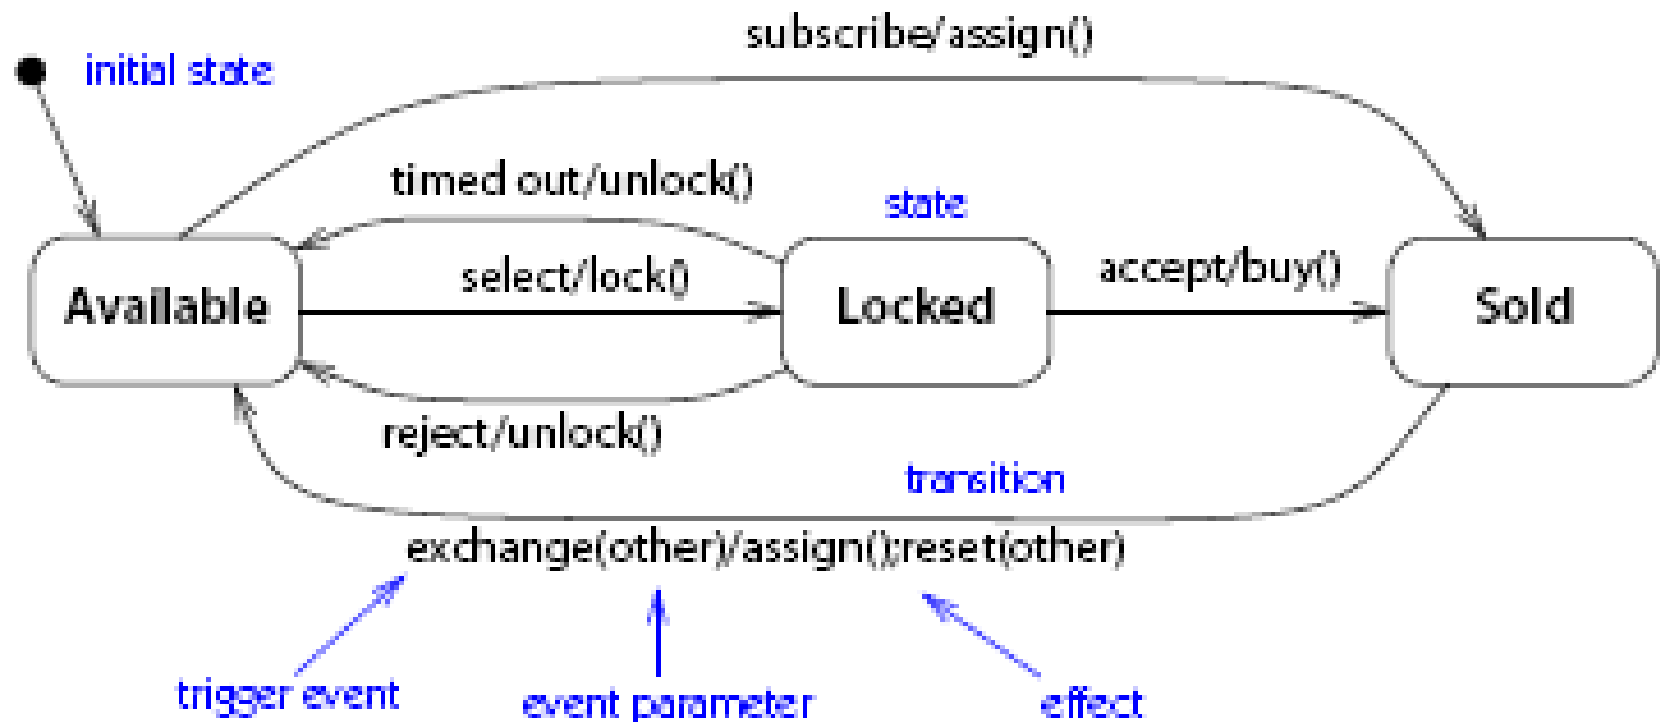 subscribe/assign()
initial state
timed out/unlock()
state
select/lock()
accept/buy()
Available
Locked
Sold
reject/unlock()
transition
exchange(other)/assign();reset(other)
trigger event
event parameter
effect